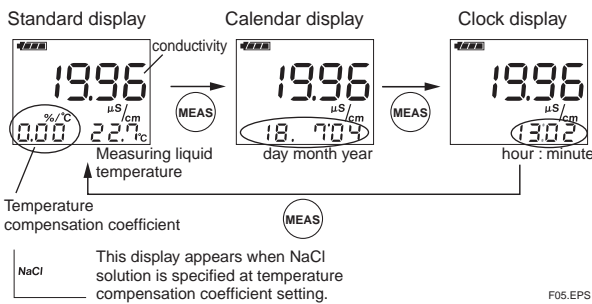 Standard display
Calendar display
Clock display
conductivity
19.96
µS/cm
%/°C
0.00
22.7°C
MEAS
19.96
µS/cm
18. 7:04
MEAS
19.96
µS/cm
13:02
Measuring liquid
temperature
day month year
hour : minute
Temperature
compensation coefficient
MEAS
NaCl
This display appears when NaCl
solution is specified at temperature
compensation coefficient setting.
F05.EPS